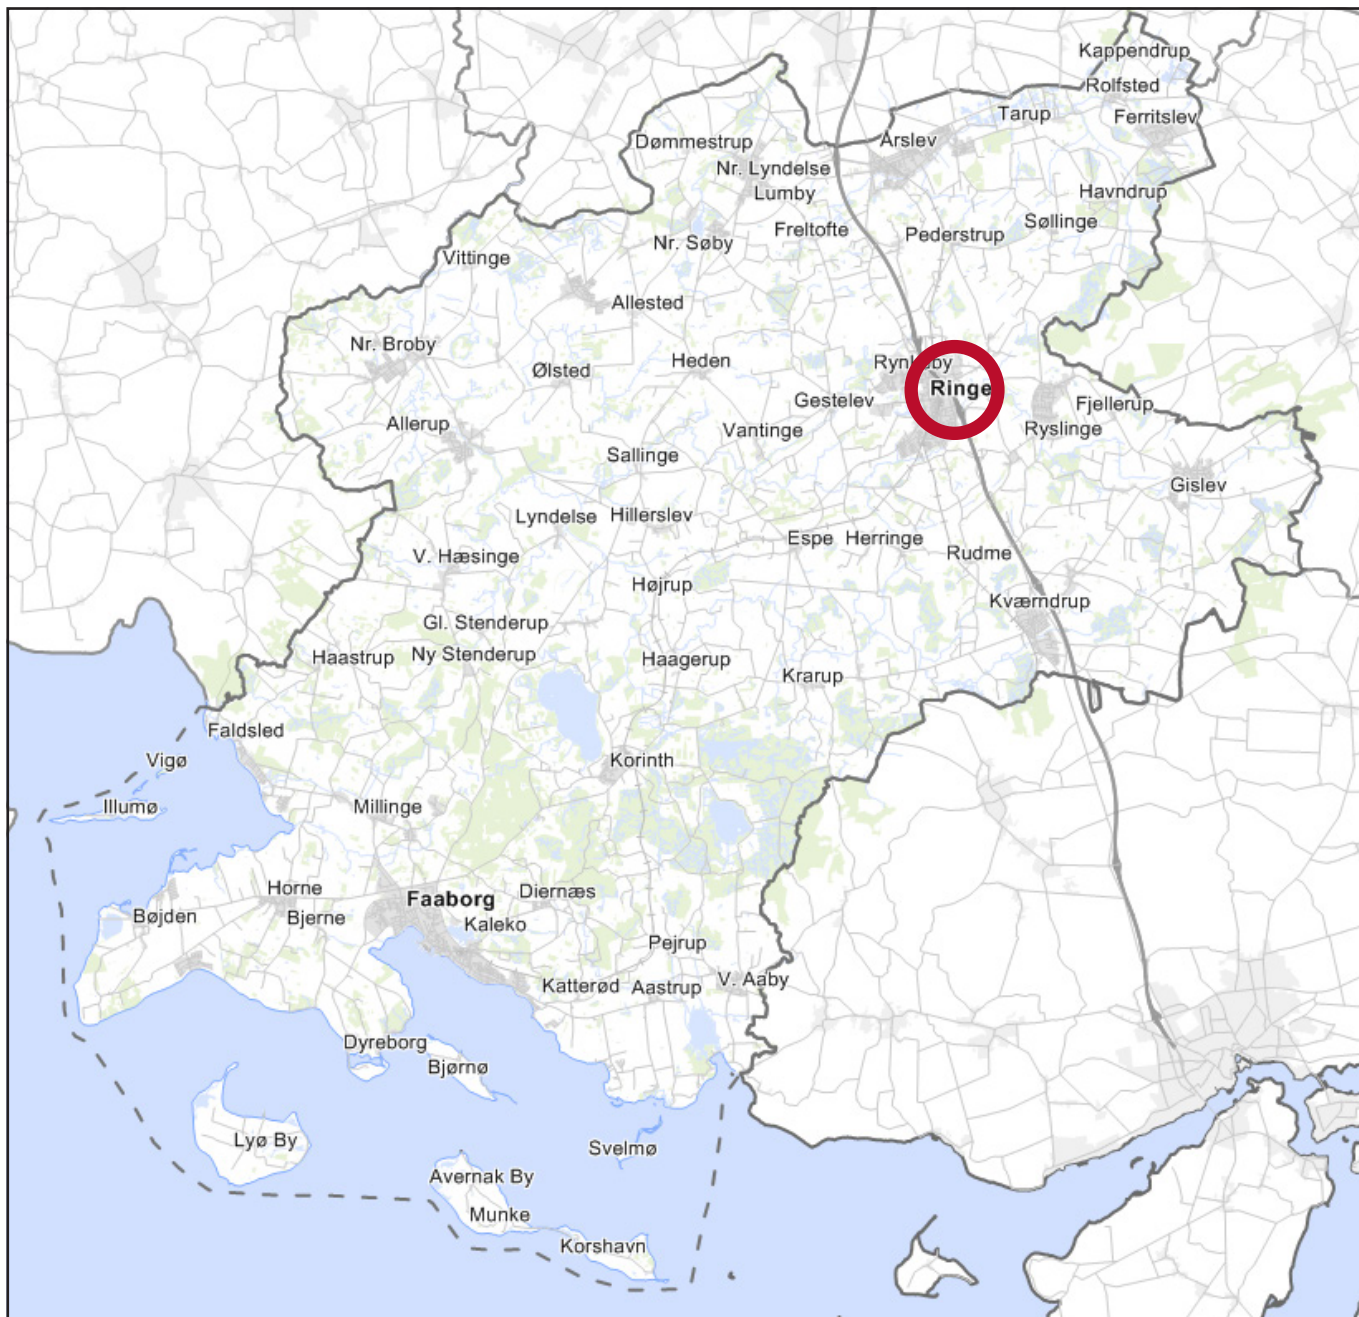 Kappendrup
Rolfsted
Tarup
Ferritslev
Dømmestrup
Årslev
Nr. Lyndelse
Lumby
Havndrup
Søllinge
Freltofte
Pederstrup
Nr. Søby
Vittinge
Allested
Nr. Broby
Ølsted
Heden
Rynkeby
Ringe
Gestelev
Fjellerup
Ryslinge
Allerup
Vantinge
Sallinge
Gislev
Lyndelse
Hillerslev
Espe
Herringe
Rudme
V. Hæsinge
Højrup
Kværndrup
Gl. Stenderup
Haastrup
Ny Stenderup
Haagerup
Krarup
Faldsled
Vigø
Korinth
Illumø
Millinge
Horne
Diernæs
Faaborg
Bøjden
Bjerne
Kaleko
Pejrup
V. Aaby
Katterød
Aastrup
Dyreborg
Bjørnø
Lyø By
Svelmø
Avernak By
Munke
Korshavn